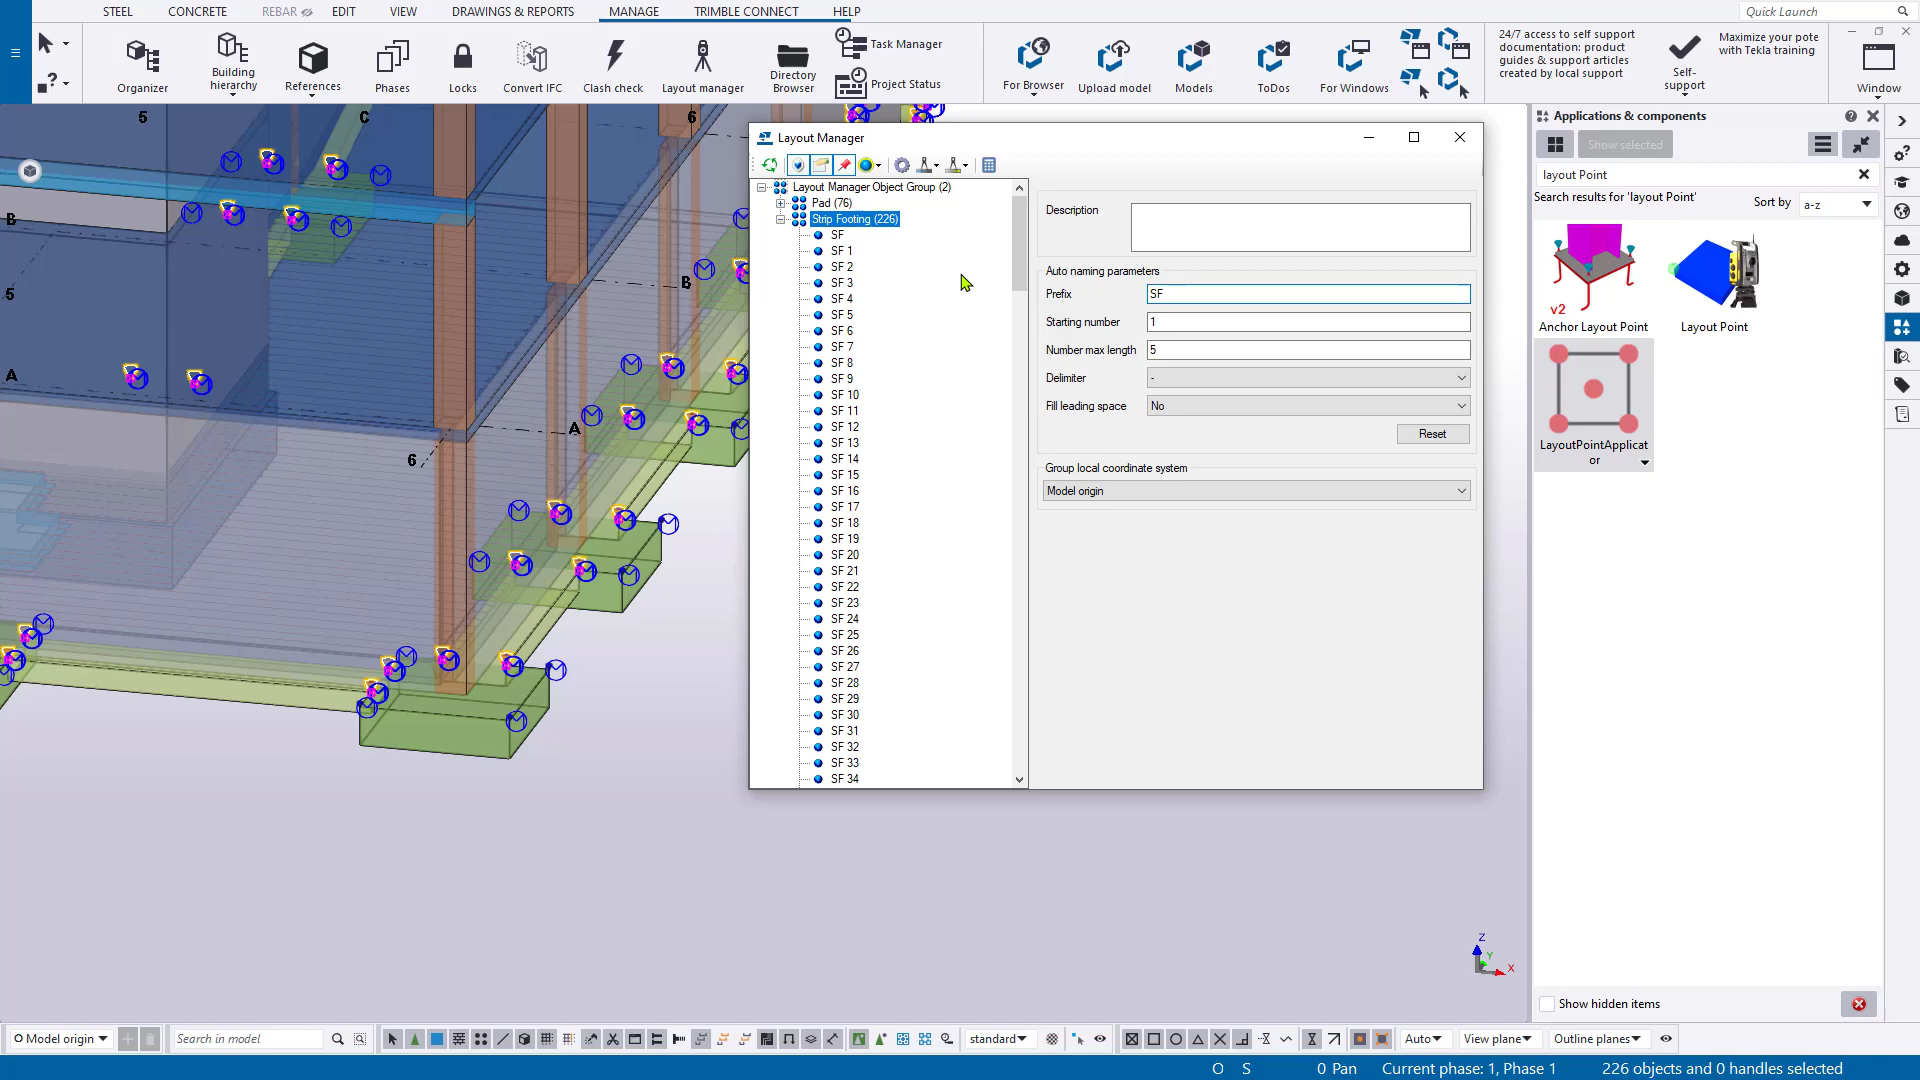 STEEL CONCRETE REBAR EDIT VIEW DRAWINGS & REPORTS MANAGE TRIMBLE CONNECT HELP
Quick Launch
Organizer
Building
hierarchy
References
Phases
Locks
Convert IFC
Clash check
Layout manager
Directory
Browser
Task Manager
Project Status
For Browser
Upload model
Models
ToDos
For Windows
24/7 access to self support
documentation: product
guides & support articles
created by local support
Self-
support
Maximize your pote
with Tekla training
Window
5 C 6
B
5
A
B
A
6
Layout Manager
Layout Manager Object Group (2)
Pad (76)
Strip Footing (226)
SF
SF 1
SF 2
SF 3
SF 4
SF 5
SF 6
SF 7
SF 8
SF 9
SF 10
SF 11
SF 12
SF 13
SF 14
SF 15
SF 16
SF 17
SF 18
SF 19
SF 20
SF 21
SF 22
SF 23
SF 24
SF 25
SF 26
SF 27
SF 28
SF 29
SF 30
SF 31
SF 32
SF 33
SF 34
Description
Auto naming parameters
Prefix SF
Starting number 1
Number max length 5
Delimiter -
Fill leading space No
Reset
Group local coordinate system
Model origin
Applications & components
Show selected
layout Point
Search results for 'layout Point'
Sort by a-z
v2
Anchor Layout Point
Layout Point
LayoutPointApplicat
or
Z
Y
X
Show hidden items
Model origin
Search in model
standard
Auto
View plane
Outline planes
O S 0 Pan Current phase: 1, Phase 1 226 objects and 0 handles selected